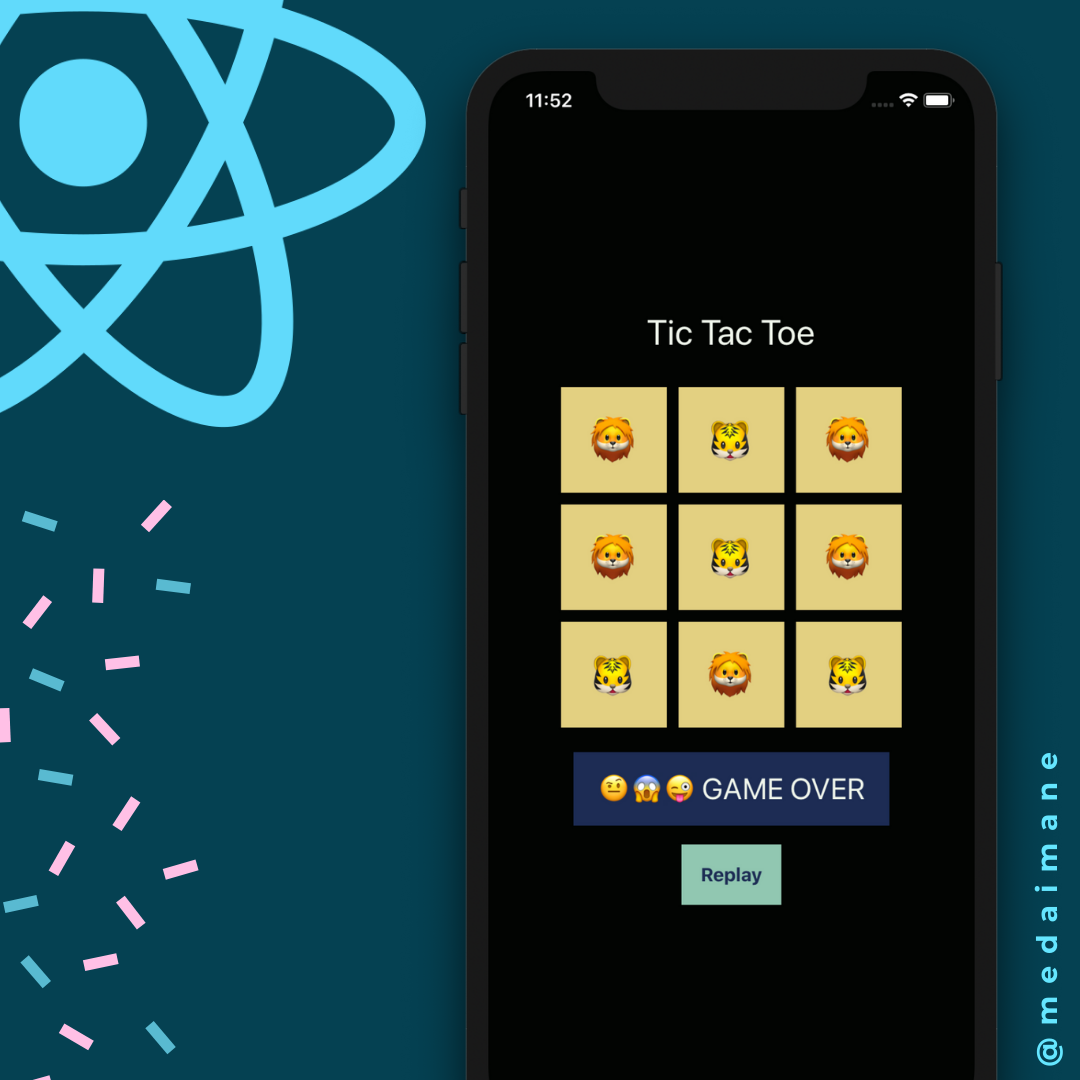 11:52
Tic Tac Toe
🤨😱😜 GAME OVER
Replay
@medaimane